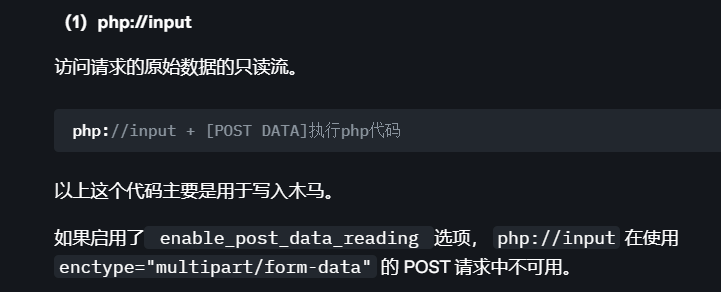 （1）php://input
访问请求的原始数据的只读流。
php://input + [POST DATA]执行php代码
以上这个代码主要是用于写入木马。
如果启用了 enable_post_data_reading 选项， php://input 在使用
enctype="multipart/form-data" 的 POST 请求中不可用。